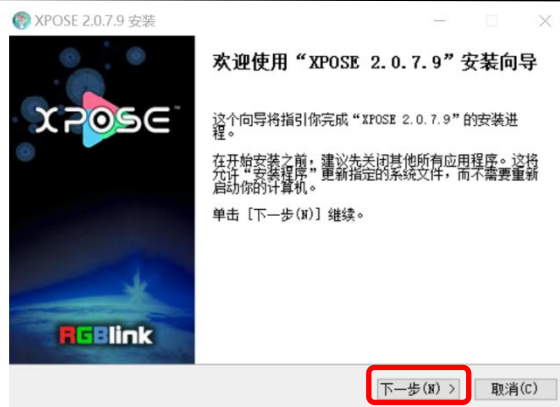 XPOSE 2.0.7.9 安装
XPOSE™
RGBlink
欢迎使用“XPOSE 2.0.7.9”安装向导
这个向导将指引你完成“XPOSE 2.0.7.9”的安装进
程。
在开始安装之前，建议先关闭其他所有应用程序。这将
允许“安装程序”更新指定的系统文件，而不需要重新
启动你的计算机。
单击 [下一步(N)] 继续。
下一步(N) >
取消(C)